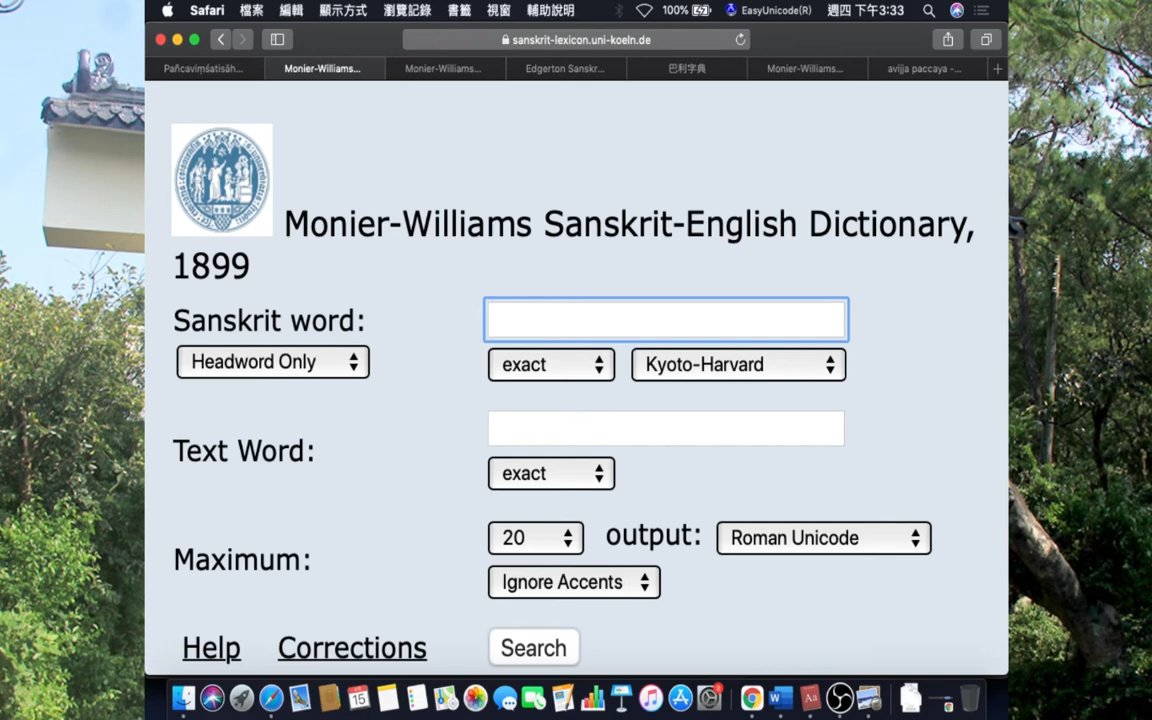 Safari 檔案 編輯 顯示方式 瀏覽記錄 書籤 視窗 輔助說明 100% EasyUnicode(R) 週四 下午3:33
sanskrit-lexicon.uni-koeln.de
Pañcaviṃśatisāh... Monier-Williams... Monier-Williams... Edgerton Sanskr... 巴利字典 Monier-Williams... avijja paccaya -...
Monier-Williams Sanskrit-English Dictionary,
1899
Sanskrit word:
Headword Only exact Kyoto-Harvard
Text Word:
exact
Maximum: 20 output: Roman Unicode
Ignore Accents
Help Corrections Search
15
Aa